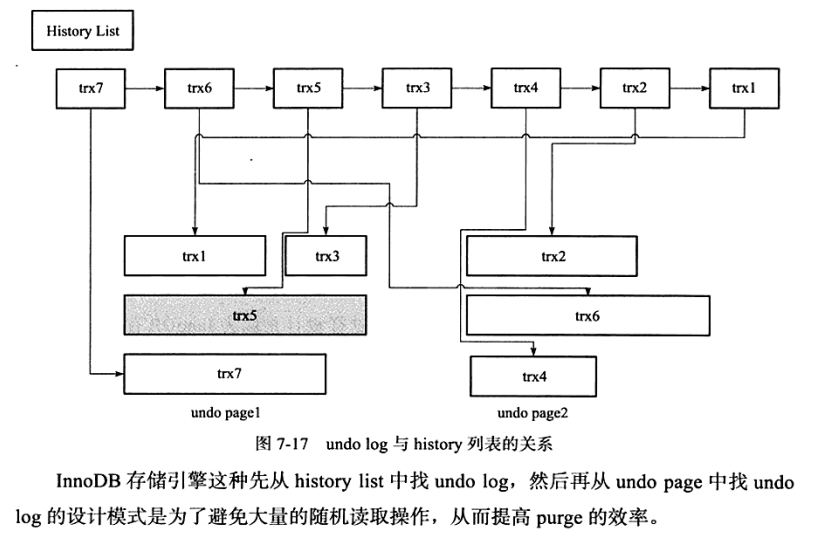 History List
trx7 trx6 trx5 trx3 trx4 trx2 trx1
trx1 trx3 trx2
trx5 trx6
trx7 trx4
undo page1 undo page2
图 7-17 undo log 与 history 列表的关系
InnoDB 存储引擎这种先从 history list 中找 undo log，然后再从 undo page 中找 undo
log 的设计模式是为了避免大量的随机读取操作，从而提高 purge 的效率。